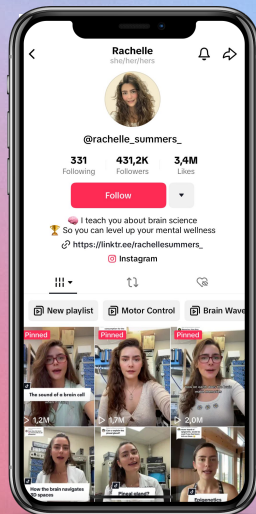 Rachelle
she/her/hers
@rachelle_summers_
331 431,2K 3,4M
Following Followers Likes
Follow
🧠 I teach you about brain science
🏆 So you can level up your mental wellness
https://linktr.ee/rachellesummers_
Instagram
New playlist Motor Control Brain Wave
Pinned Pinned Pinned
The sound of a brain cell
1,2M 1,7M 2,0M
How the brain navigates
3D spaces
Pineal gland?
Epigenetics